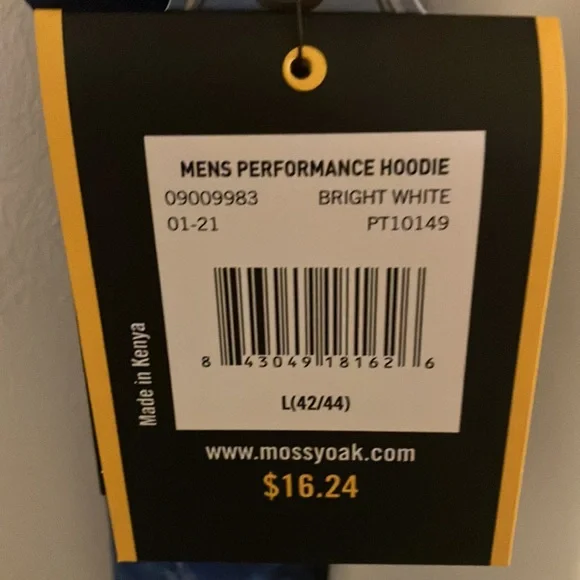 MENS PERFORMANCE HOODIE
09009983 BRIGHT WHITE
01-21 PT10149
8 43049 18162 6
L(42/44)
Made in Kenya
www.mossyoak.com
$16.24